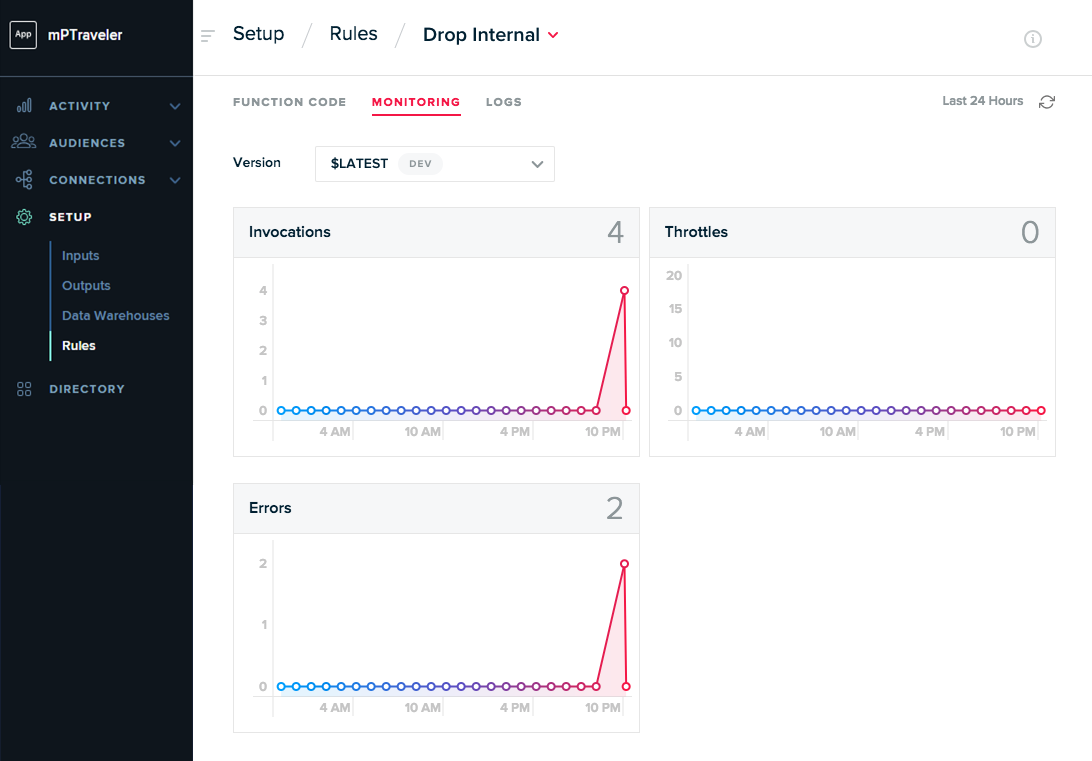 App mPTraveler
ACTIVITY
AUDIENCES
CONNECTIONS
SETUP
Inputs
Outputs
Data Warehouses
Rules
DIRECTORY
Setup / Rules / Drop Internal
FUNCTION CODE MONITORING LOGS Last 24 Hours
Version $LATEST DEV
Invocations 4
4
3
2
1
0
4 AM 10 AM 4 PM 10 PM
Throttles 0
20
15
10
5
0
4 AM 10 AM 4 PM 10 PM
Errors 2
2
1
0
4 AM 10 AM 4 PM 10 PM